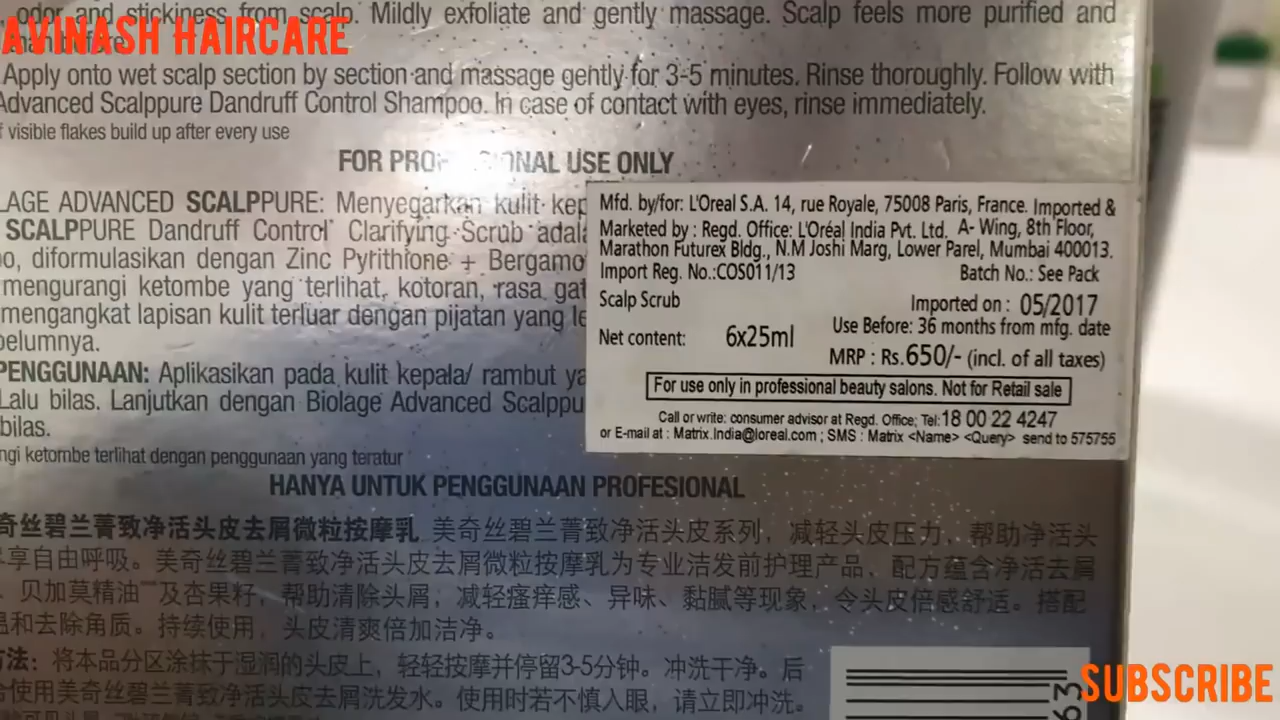 odor and stickiness from scalp. Mildly exfoliate and gently massage. Scalp feels more purified and
AVINASH HAIRCARE
Apply onto wet scalp section by section and massage gently for 3-5 minutes. Rinse thoroughly. Follow with
Advanced Scalppure Dandruff Control Shampoo. In case of contact with eyes, rinse immediately.
f visible flakes build up after every use
FOR USE ONLY
LAGE ADVANCED SCALPPURE: Menyegarkan kulit kep
SCALPPURE Dandruff Control Clarifying Scrub adala
oo, diformulasikan dengan Zinc Pyrithione + Bergamo
mengurangi ketombe yang terlihat, kotoran, rasa gat
mengangkat lapisan kulit terluar dengan pijatan yang le
belumnya.
PENGGUNAAN: Aplikasikan pada kulit kepala/ rambut ya
Lalu bilas. Lanjutkan dengan Biolage Advanced Scalppu
bilas.
ngi ketombe terlihat dengan penggunaan yang teratur
HANYA UNTUK PENGGUNAAN PROFESIONAL
Mfd. by/for: L'Oreal S.A. 14, rue Royale, 75008 Paris, France. Imported &
Marketed by : Regd. Office: L'Oréal India Pvt. Ltd. A- Wing, 8th Floor,
Marathon Futurex Bldg., N.M Joshi Marg, Lower Parel, Mumbai 400013.
Import Reg. No.:COS011/13 Batch No.: See Pack
Scalp Scrub Imported on : 05/2017
Net content: 6x25ml Use Before: 36 months from mfg. date
MRP : Rs.650/- (incl. of all taxes)
For use only in professional beauty salons. Not for Retail sale
Call or write: consumer advisor at Regd. Office; Tel:18 00 22 4247
or E-mail at : Matrix.India@loreal.com ; SMS : Matrix <Name> <Query> send to 575755
奇丝碧兰菁致净活头皮去屑微粒按摩乳 美奇丝碧兰菁致净活头皮系列，减轻头皮压力，帮助净活头
享自由呼吸。美奇丝碧兰菁致净活头皮去屑微粒按摩乳为专业洁发前护理产品，配方蕴含净活去屑
贝加莫精油 及杏果籽，帮助清除头屑，减轻瘙痒感、异味、黏腻等现象，令头皮倍感舒适。搭配
温和去除角质。持续使用，头皮清爽倍加洁净。
方法：将本品分区涂抹于湿润的头皮上，轻轻按摩并停留3-5分钟。冲洗干净。后
使用美奇丝碧兰菁致净活头皮去屑洗发水。使用时若不慎入眼，请立即冲洗。
63
SUBSCRIBE